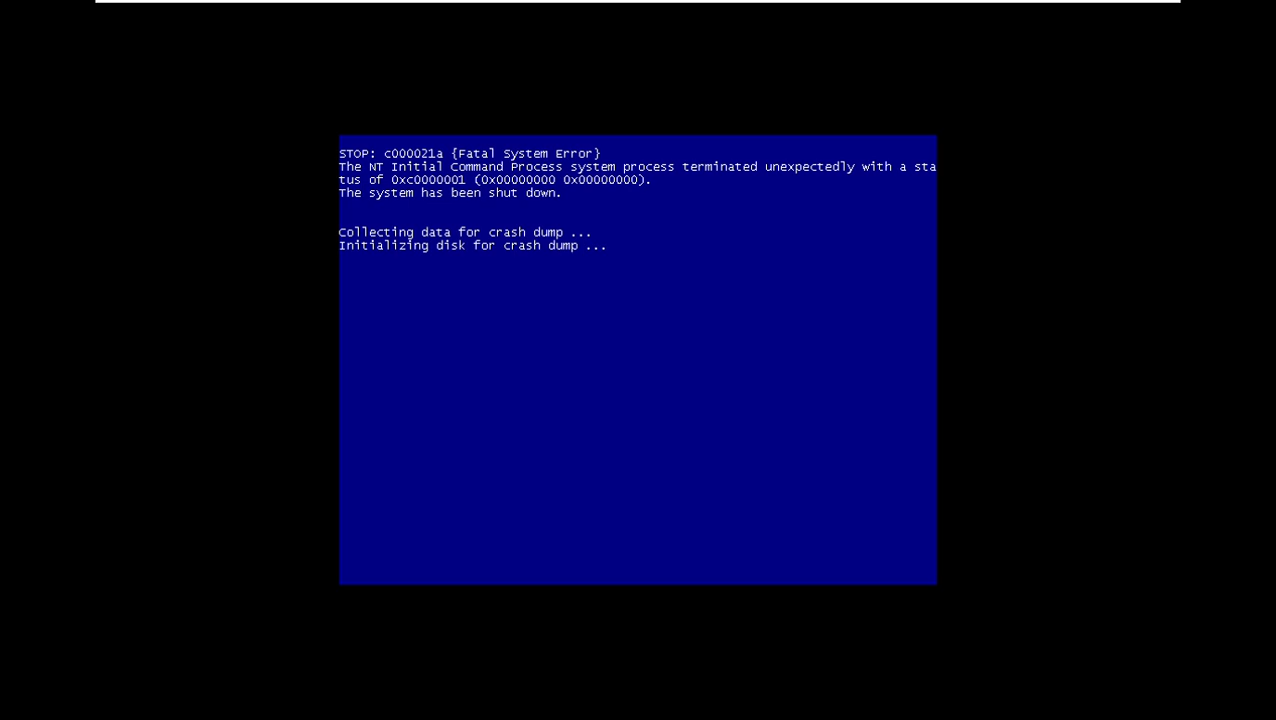 STOP: c000021a {Fatal System Error}
The NT Initial Command Process system process terminated unexpectedly with a sta
tus of 0xc0000001 (0x00000000 0x00000000).
The system has been shut down.
Collecting data for crash dump ...
Initializing disk for crash dump ...